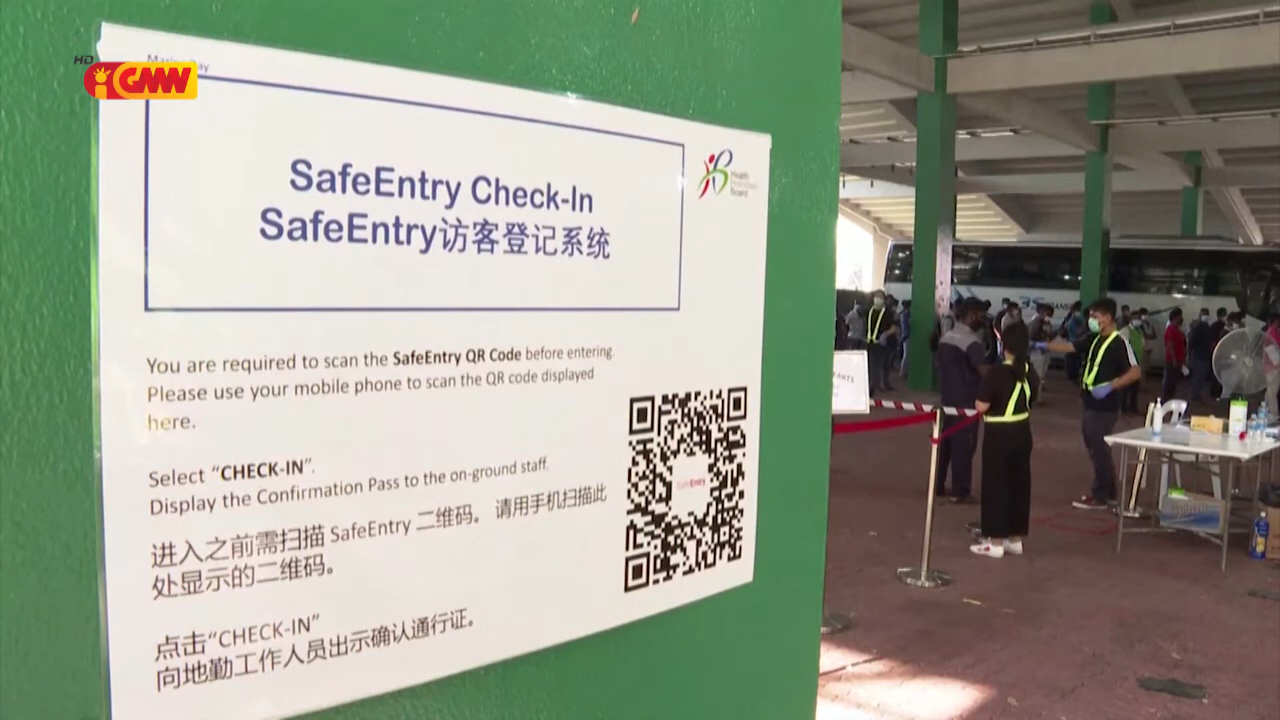 HD
iGMW
SafeEntry Check-In
SafeEntry访客登记系统
Health
Board
You are required to scan the SafeEntry QR Code before entering.
Please use your mobile phone to scan the QR code displayed
here.
SafeEntry
Select “CHECK-IN”.
Display the Confirmation Pass to the on-ground staff.
进入之前需扫描 SafeEntry 二维码。 请用手机扫描此
处显示的二维码。
点击“CHECK-IN”
向地勤工作人员出示确认通行证。